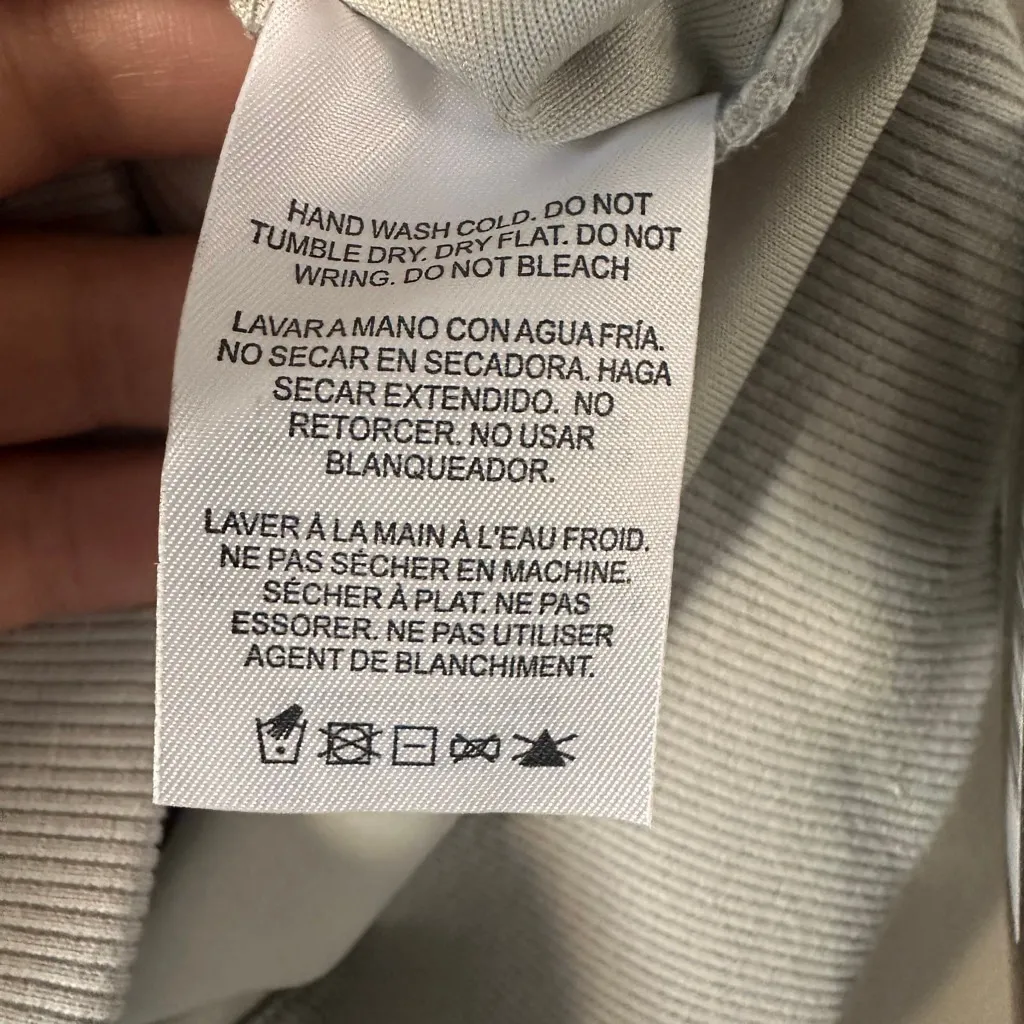 HAND WASH COLD. DO NOT
TUMBLE DRY. DRY FLAT. DO NOT
WRING. DO NOT BLEACH
LAVAR A MANO CON AGUA FRÍA.
NO SECAR EN SECADORA. HAGA
SECAR EXTENDIDO. NO
RETORCER. NO USAR
BLANQUEADOR.
LAVER À LA MAIN À L'EAU FROID.
NE PAS SÉCHER EN MACHINE.
SÉCHER À PLAT. NE PAS
ESSORER. NE PAS UTILISER
AGENT DE BLANCHIMENT.